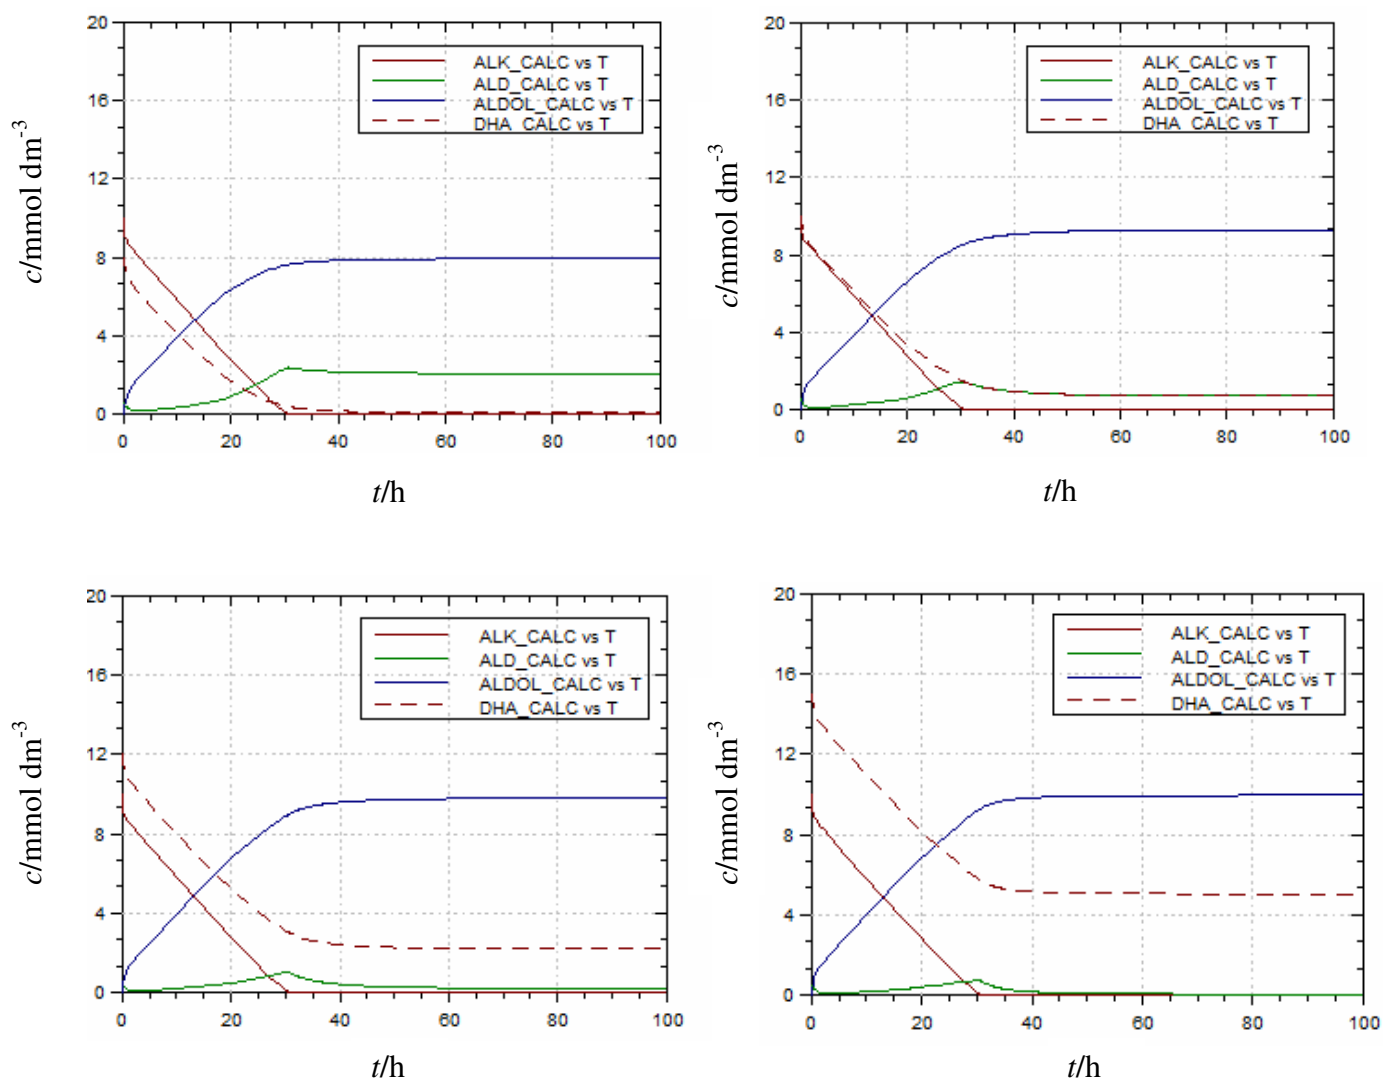 20
16
12
8
4
0
0 20 40 60 80 100
c/mmol dm-3
t/h
ALK_CALC vs T
ALD_CALC vs T
ALDOL_CALC vs T
DHA_CALC vs T
20
16
12
8
4
0
0 20 40 60 80 100
c/mmol dm-3
t/h
ALK_CALC vs T
ALD_CALC vs T
ALDOL_CALC vs T
DHA_CALC vs T
20
16
12
8
4
0
0 20 40 60 80 100
c/mmol dm-3
t/h
ALK_CALC vs T
ALD_CALC vs T
ALDOL_CALC vs T
DHA_CALC vs T
20
16
12
8
4
0
0 20 40 60 80 100
c/mmol dm-3
t/h
ALK_CALC vs T
ALD_CALC vs T
ALDOL_CALC vs T
DHA_CALC vs T